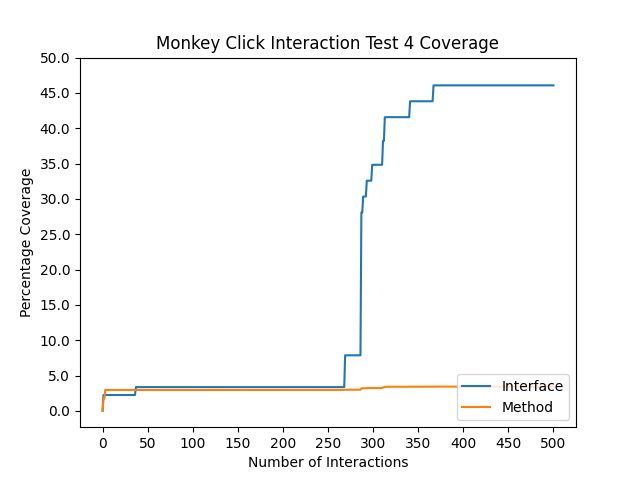 Monkey Click Interaction Test 4 Coverage
50.0
45.0
40.0
35.0
30.0
25.0
20.0
15.0
10.0
5.0
0.0
Percentage Coverage
Interface
Method
0 50 100 150 200 250 300 350 400 450 500
Number of Interactions